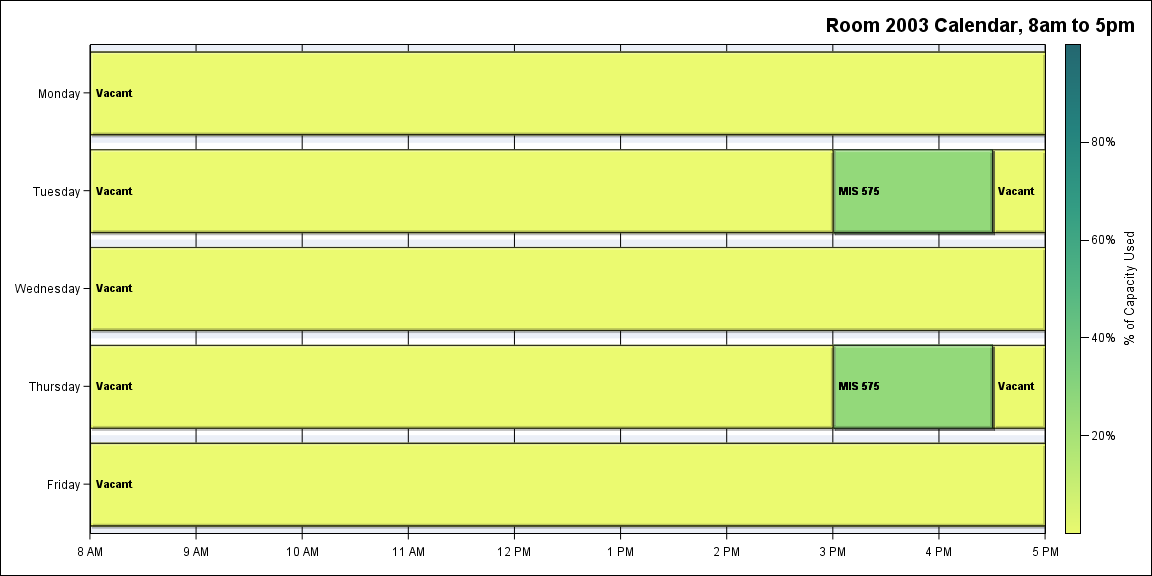 Room 2003 Calendar, 8am to 5pm
Monday Vacant
80%
Tuesday Vacant MIS 575 Vacant
60%
% of Capacity Used
Wednesday Vacant
40%
Thursday Vacant MIS 575 Vacant
20%
Friday Vacant
8 AM 9 AM 10 AM 11 AM 12 PM 1 PM 2 PM 3 PM 4 PM 5 PM